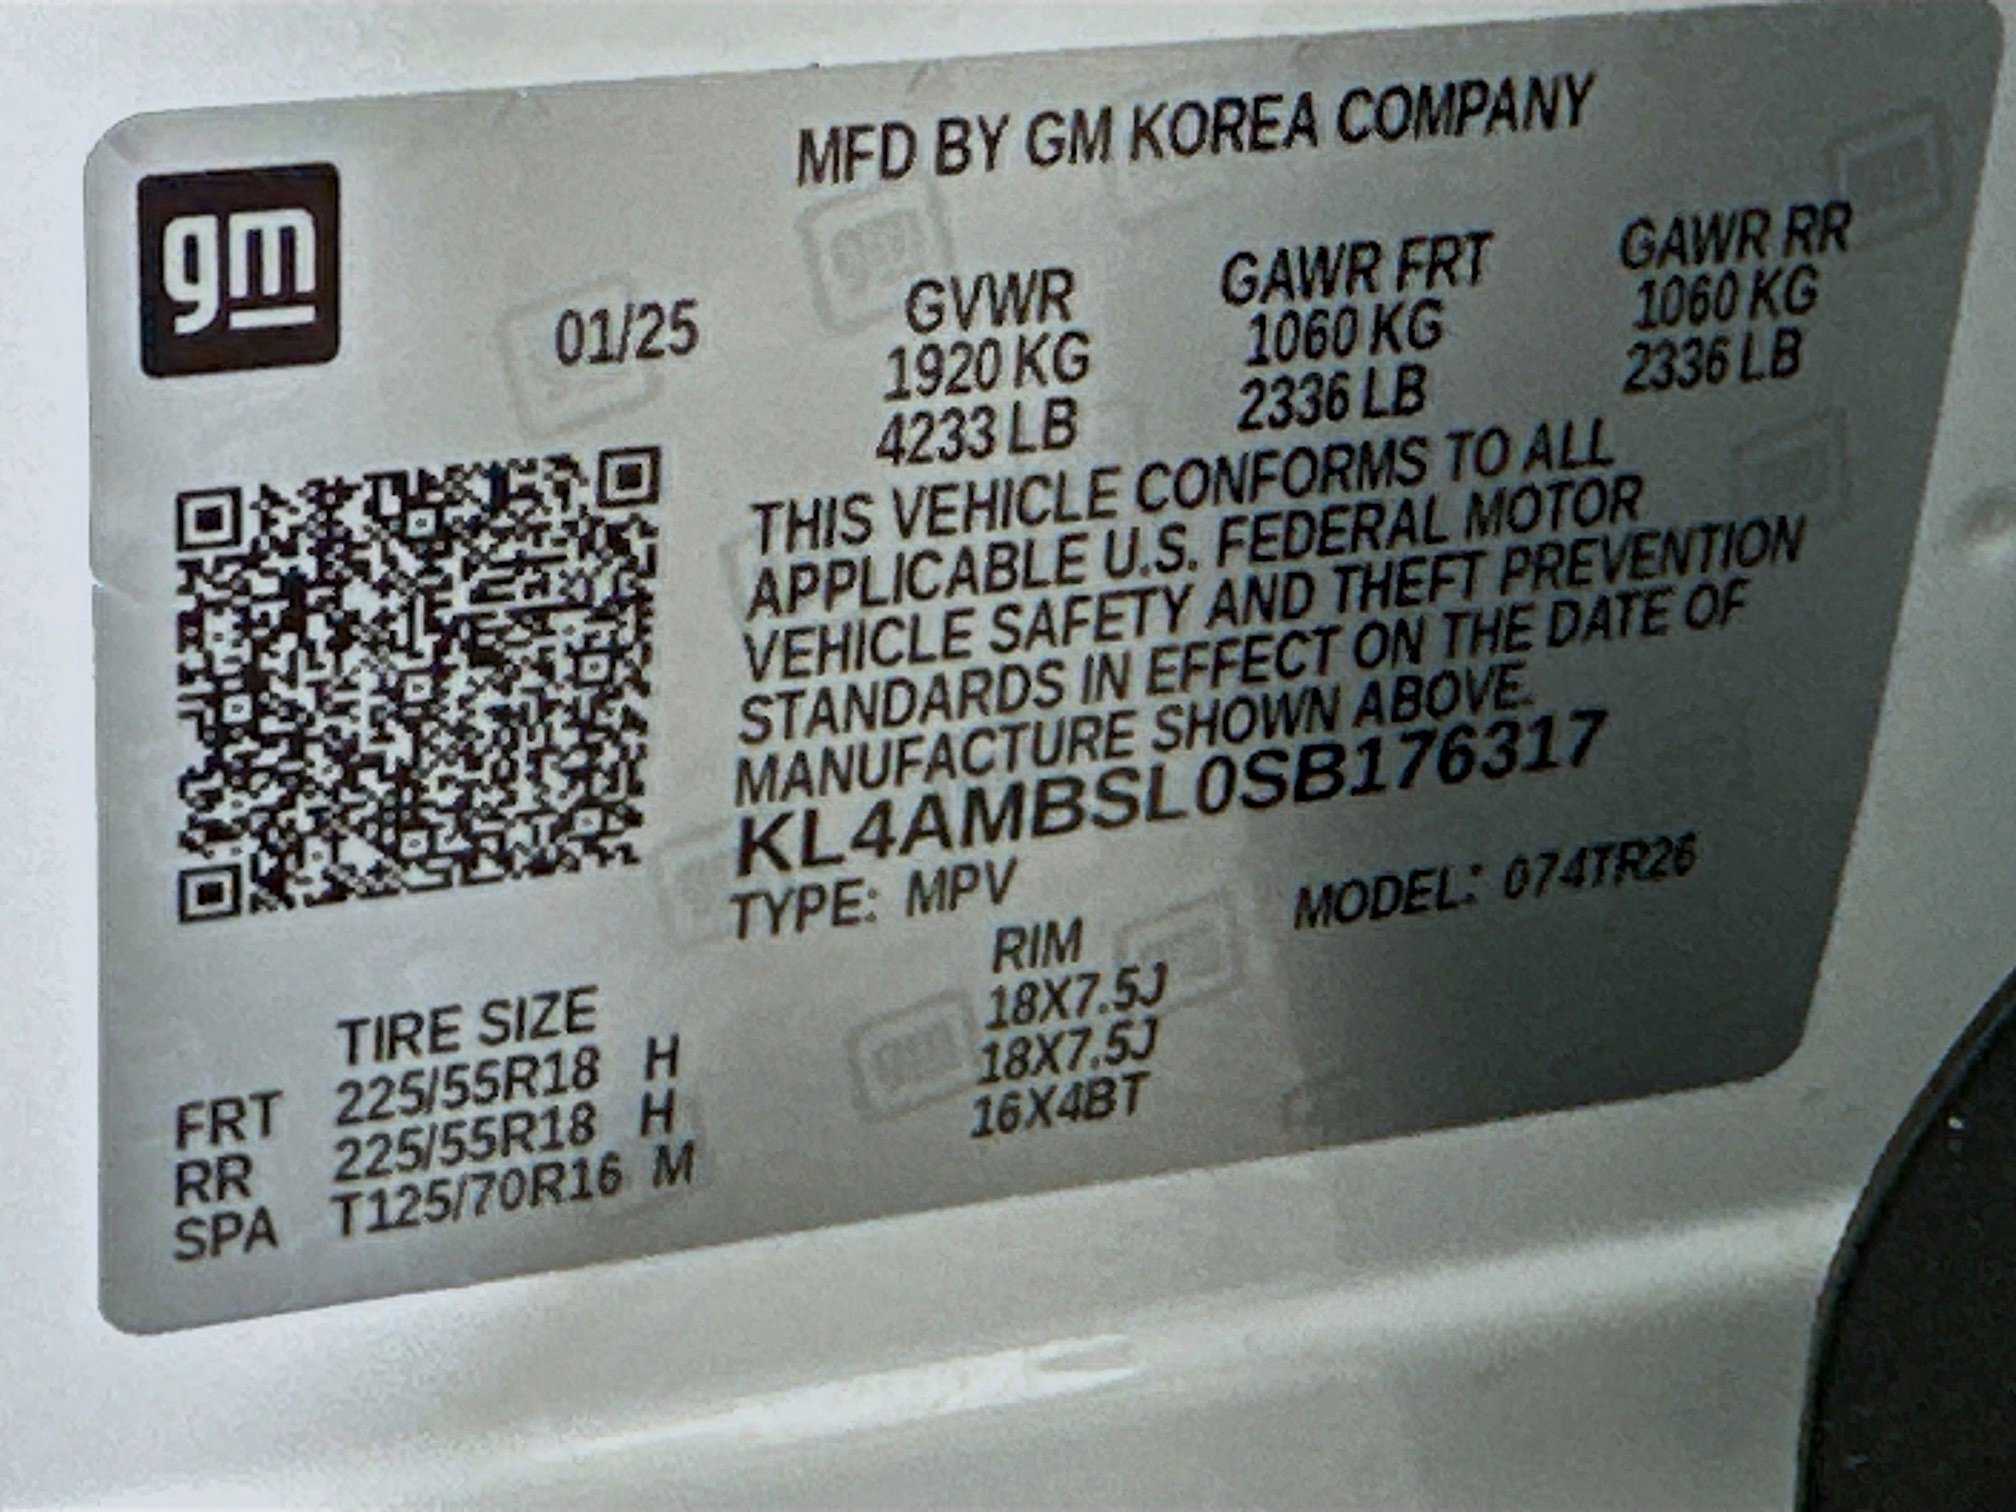 gm
MFD BY GM KOREA COMPANY
01/25
GVWR GAWR FRT GAWR RR
1920 KG 1060 KG 1060 KG
4233 LB 2336 LB 2336 LB
THIS VEHICLE CONFORMS TO ALL
APPLICABLE U.S. FEDERAL MOTOR
VEHICLE SAFETY AND THEFT PREVENTION
STANDARDS IN EFFECT ON THE DATE OF
MANUFACTURE SHOWN ABOVE.
KL4AMBSL0SB176317
TYPE: MPV MODEL: 074TR26
TIRE SIZE RIM
FRT 225/55R18 H 18X7.5J
RR 225/55R18 H 18X7.5J
SPA T125/70R16 M 16X4BT